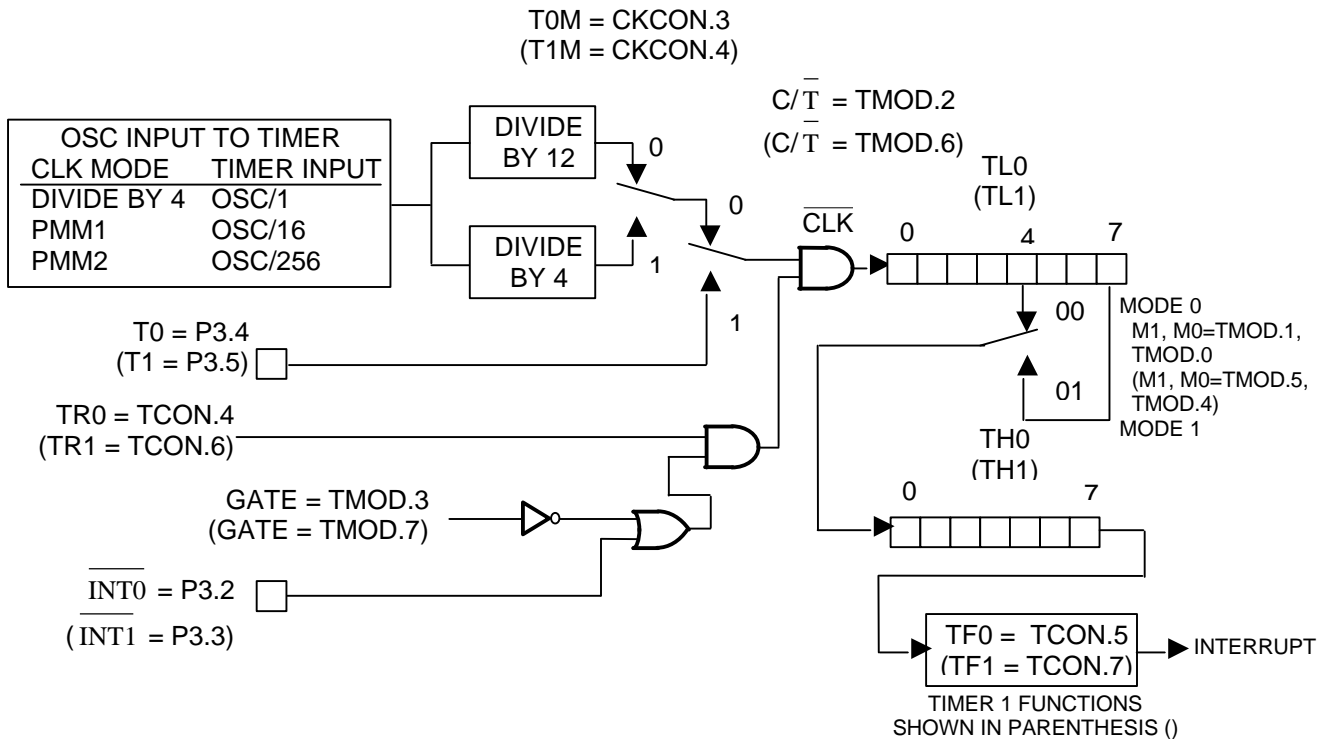 T0M = CKCON.3
(T1M = CKCON.4)
C/T̅ = TMOD.2
(C/T̅ = TMOD.6)
OSC INPUT TO TIMER
CLK MODE TIMER INPUT
DIVIDE BY 4 OSC/1
PMM1 OSC/16
PMM2 OSC/256
DIVIDE
BY 12
0
DIVIDE
BY 4
1
0
1
C̅L̅K̅
TL0
(TL1)
0 4 7
T0 = P3.4
(T1 = P3.5)
00
01
MODE 0
M1, M0=TMOD.1,
TMOD.0
(M1, M0=TMOD.5,
TMOD.4)
MODE 1
TR0 = TCON.4
(TR1 = TCON.6)
TH0
(TH1)
0 7
GATE = TMOD.3
(GATE = TMOD.7)
I̅N̅T̅0̅ = P3.2
(I̅N̅T̅1̅ = P3.3)
TF0 = TCON.5
(TF1 = TCON.7)
INTERRUPT
TIMER 1 FUNCTIONS
SHOWN IN PARENTHESIS ()